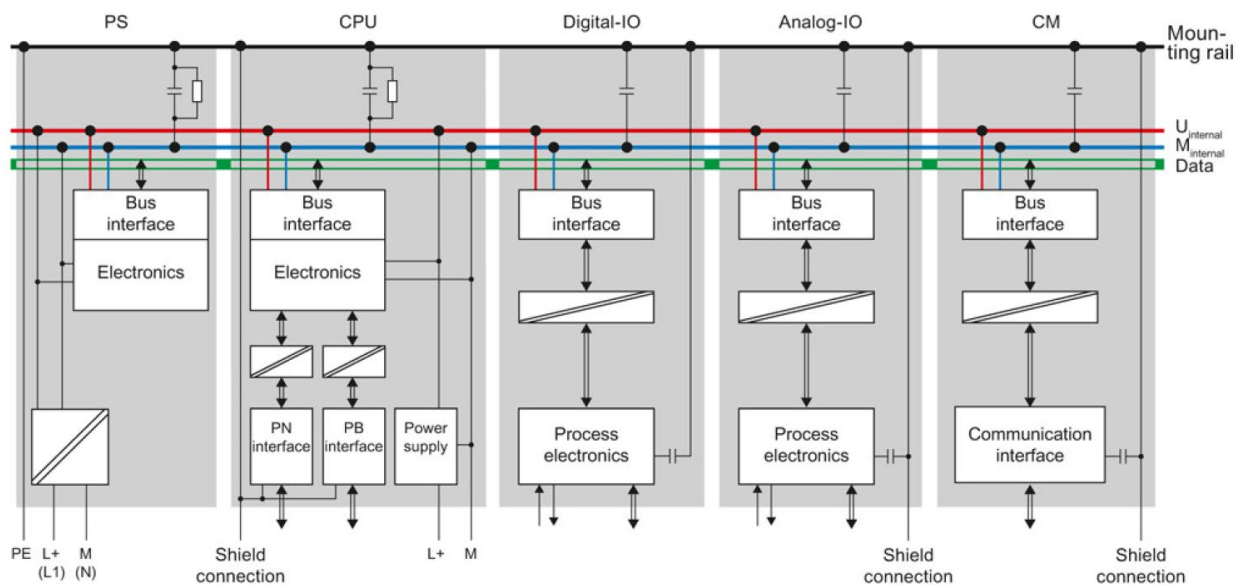 PS
CPU
Digital-IO
Analog-IO
CM
Moun-
ting rail
Uinternal
Minternal
Data
Bus
interface
Electronics
Bus
interface
Electronics
Bus
interface
Bus
interface
Bus
interface
PN
interface
PB
interface
Power
supply
Process
electronics
Process
electronics
Communication
interface
PE
L+
(L1)
M
(N)
Shield
connection
L+
M
Shield
connection
Shield
connection